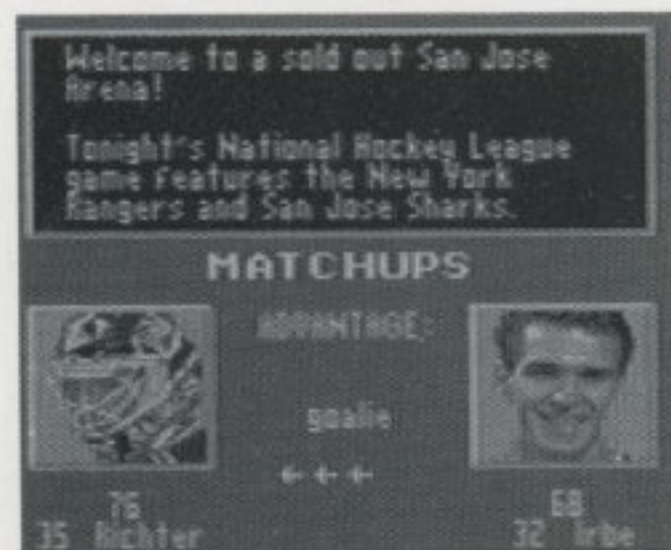 Welcome to a sold out San Jose
Arena!
Tonight's National Hockey League
game features the New York
Rangers and San Jose Sharks.
MATCHUPS
ADVANTAGE:
goalie
76
35 Richter
68
32 Irbe